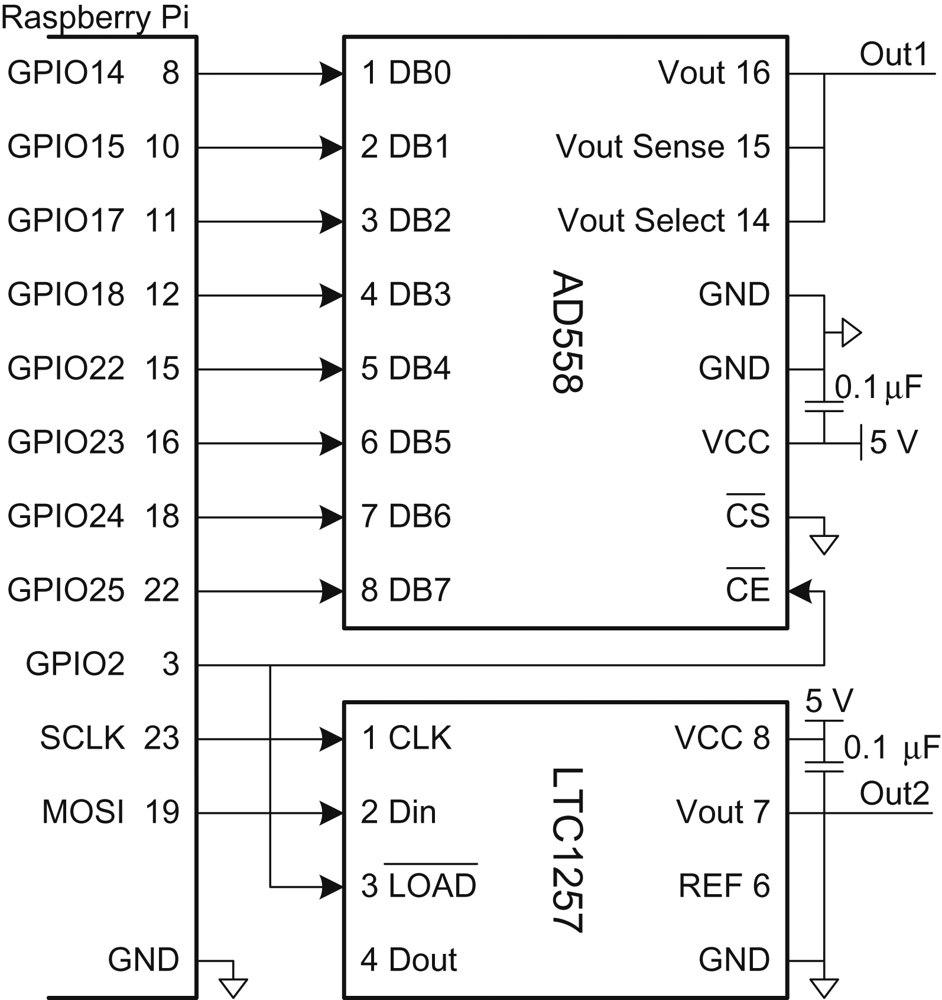 Raspberry Pi
GPIO14 8 1 DB0 Vout 16 Out1
GPIO15 10 2 DB1 Vout Sense 15
GPIO17 11 3 DB2 Vout Select 14
GPIO18 12 4 DB3 GND
AD558
GPIO22 15 5 DB4 GND
0.1 µF
GPIO23 16 6 DB5 VCC 5 V
GPIO24 18 7 DB6 CS
GPIO25 22 8 DB7 CE
GPIO2 3
5 V
SCLK 23 1 CLK VCC 8 0.1 µF
MOSI 19 2 Din Vout 7 Out2
LTC1257
3 LOAD REF 6
GND 4 Dout GND